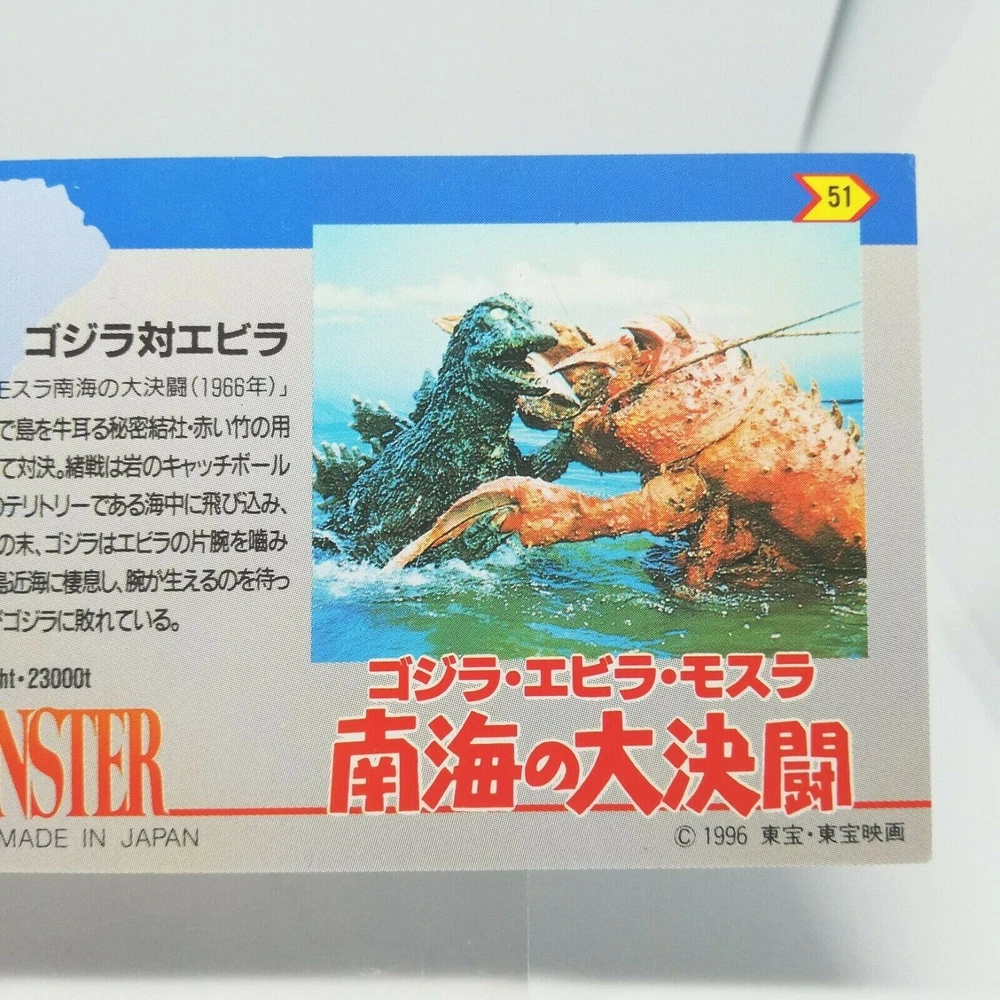 51
ゴジラ対エビラ
モスラ南海の大決闘(1966年)」
で島を牛耳る秘密結社・赤い竹の用
て対決。緒戦は岩のキャッチボール
のテリトリーである海中に飛び込み、
の末、ゴジラはエビラの片腕を噛み
島近海に棲息し、腕が生えるのを待っ
がゴジラに敗れている。
ht・23000t
NSTER
MADE IN JAPAN
ゴジラ・エビラ・モスラ
南海の大決闘
© 1996 東宝・東宝映画